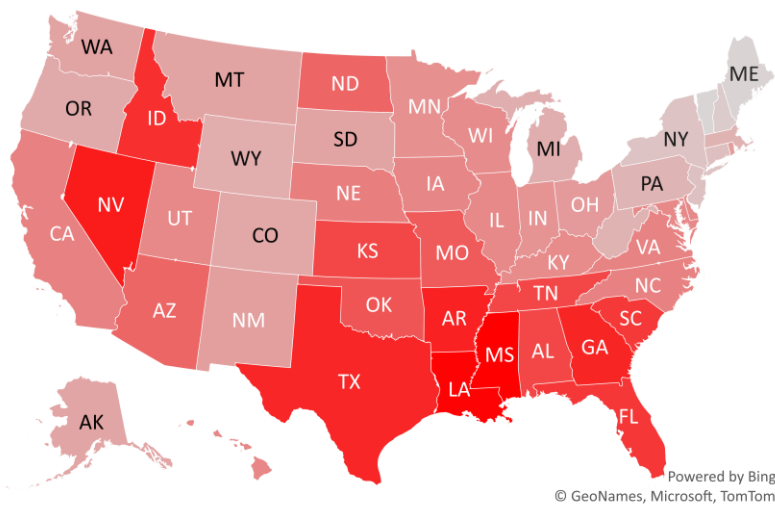 WA
MT
ND
MN
ME
OR
ID
SD
WI
MI
NY
WY
NV
UT
CO
NE
IA
IL
IN
OH
PA
CA
KS
MO
KY
VA
AZ
NM
OK
AR
TN
NC
SC
TX
LA
MS
AL
GA
FL
AK
Powered by Bing
© GeoNames, Microsoft, TomTom